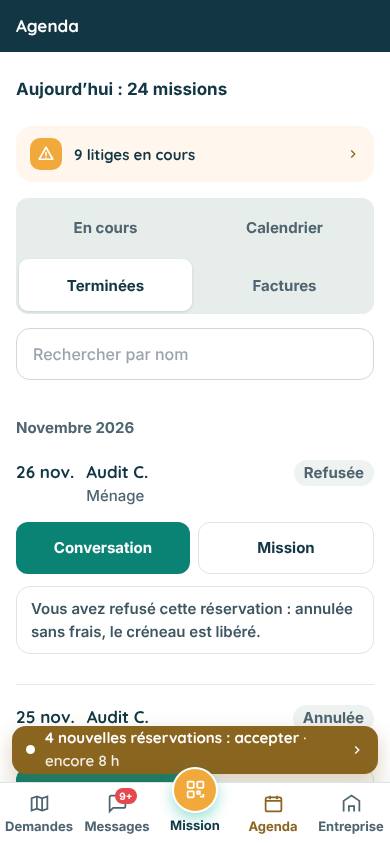 Agenda
Aujourd’hui : 24 missions
9 litiges en cours
En cours
Calendrier
Terminées
Factures
Rechercher par nom
Novembre 2026
26 nov.
Audit C.
Refusée
Ménage
Conversation
Mission
Vous avez refusé cette réservation : annulée
sans frais, le créneau est libéré.
25 nov.
Audit C.
Annulée
4 nouvelles réservations : accepter ·
encore 8 h
9+
Demandes
Messages
Mission
Agenda
Entreprise